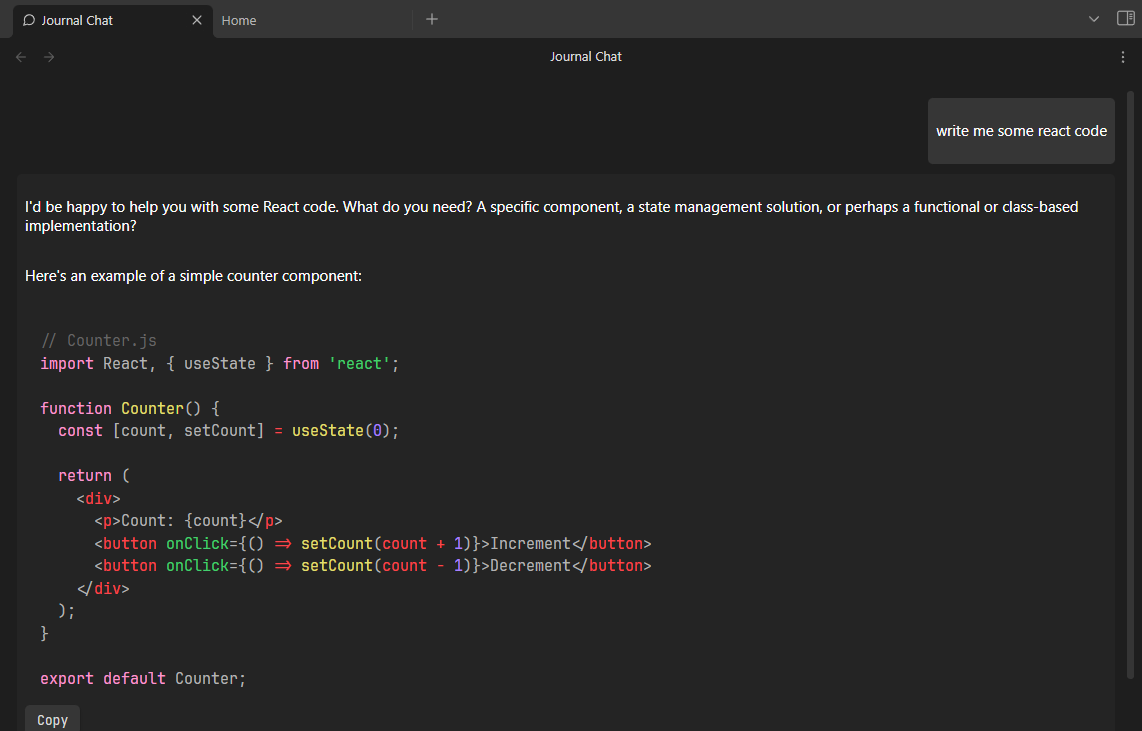 Journal Chat
Home
Journal Chat
write me some react code
I'd be happy to help you with some React code. What do you need? A specific component, a state management solution, or perhaps a functional or class-based
implementation?
Here's an example of a simple counter component:
// Counter.js
import React, { useState } from 'react';
function Counter() {
  const [count, setCount] = useState(0);
  return (
    <div>
      <p>Count: {count}</p>
      <button onClick={() => setCount(count + 1)}>Increment</button>
      <button onClick={() => setCount(count - 1)}>Decrement</button>
    </div>
  );
}
export default Counter;
Copy